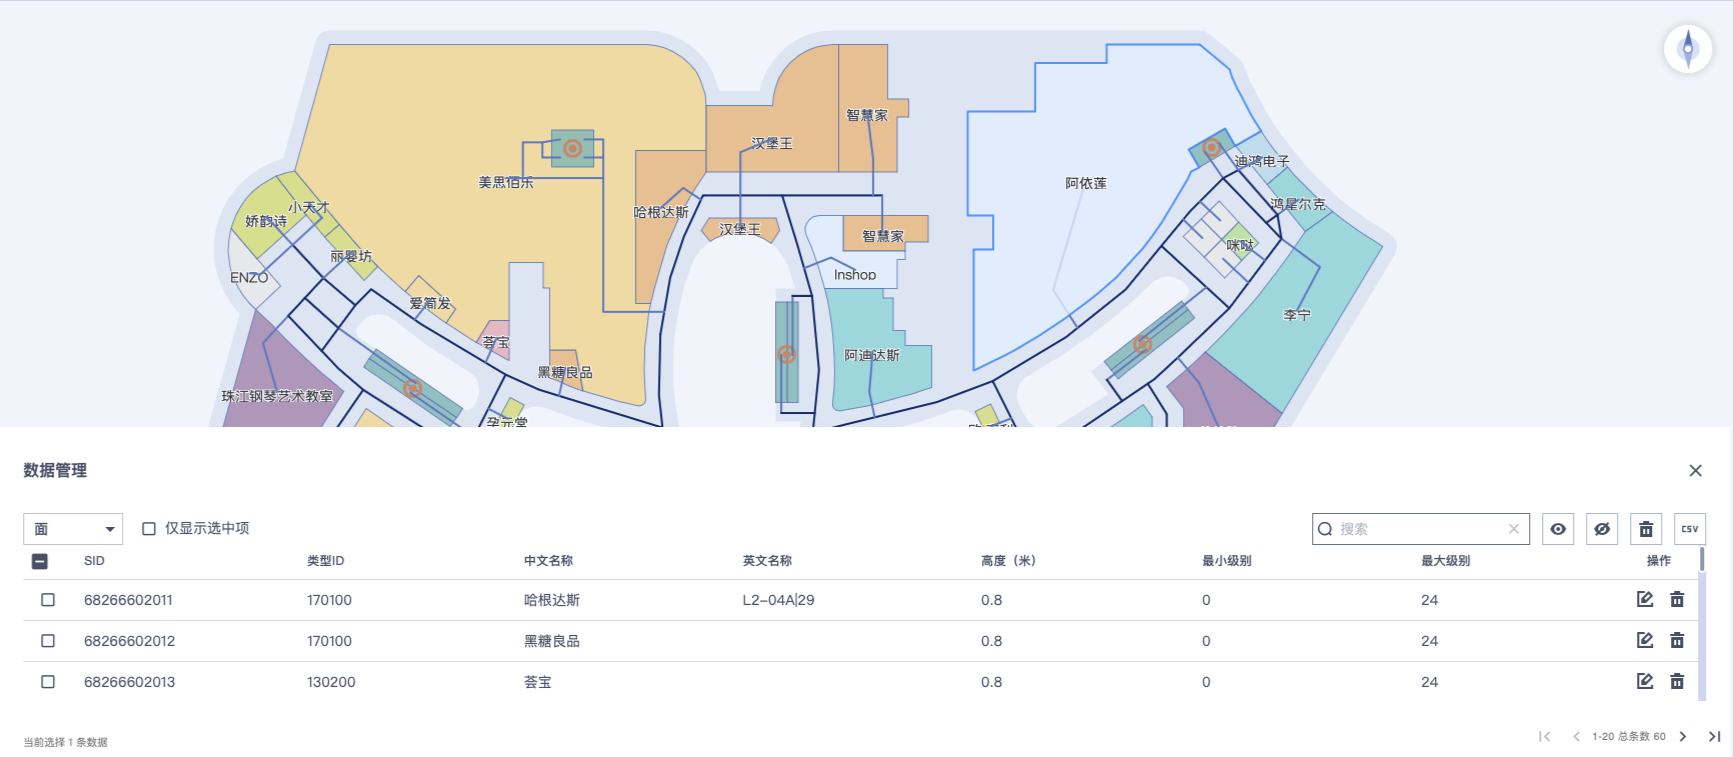 智慧家
汉堡王
迪鸿电子
美思佰乐
阿依莲
小天才
哈根达斯
鸿星尔克
娇韵诗
汉堡王
智慧家
咪哒
丽婴坊
ENZO
Inshop
爱简发
李宁
荟宝
阿迪达斯
黑糖良品
珠江钢琴艺术教室
孕元堂
数据管理
面
仅显示选中项
搜索
CSV
SID 类型ID 中文名称 英文名称 高度（米） 最小级别 最大级别 操作
68266602011 170100 哈根达斯 L2-04A|29 0.8 0 24
68266602012 170100 黑糖良品 0.8 0 24
68266602013 130200 荟宝 0.8 0 24
当前选择 1 条数据
1-20 总条数 60